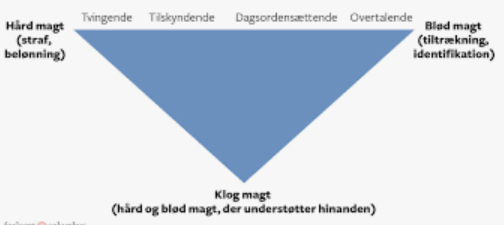 Tvingende Tilskyndende Dagsordensættende Overtalende
Hård magt
(straf,
belønning)
Blød magt
(tiltrækning,
identifikation)
Klog magt
(hård og blød magt, der understøtter hinanden)